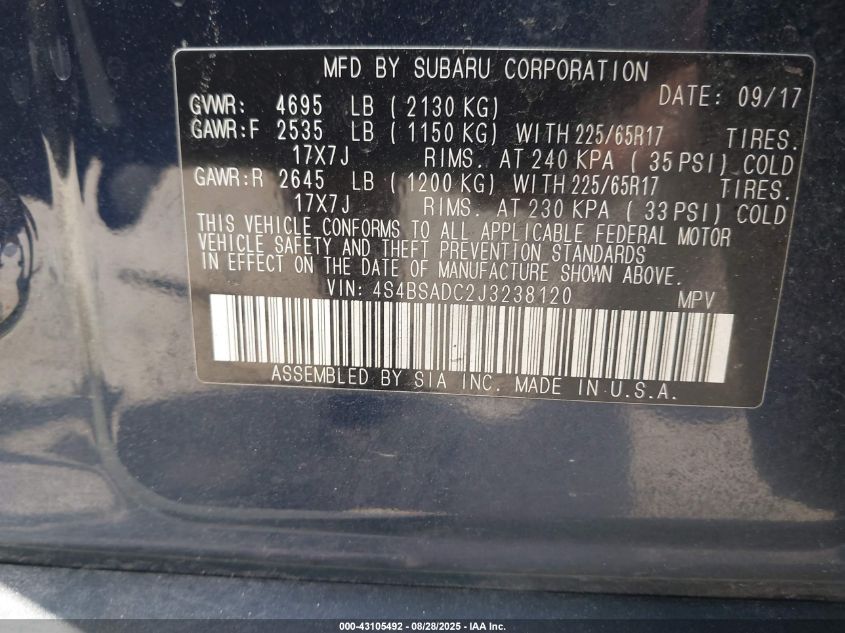 MFD BY SUBARU CORPORATION
DATE: 09/17
GVWR: 4695 LB ( 2130 KG)
GAWR:F 2535 LB ( 1150 KG) WITH 225/65R17 TIRES.
17X7J RIMS. AT 240 KPA ( 35 PSI) COLD
GAWR:R 2645 LB ( 1200 KG) WITH 225/65R17 TIRES.
17X7J RIMS. AT 230 KPA ( 33 PSI) COLD
THIS VEHICLE CONFORMS TO ALL APPLICABLE FEDERAL MOTOR
VEHICLE SAFETY AND THEFT PREVENTION STANDARDS
IN EFFECT ON THE DATE OF MANUFACTURE SHOWN ABOVE.
VIN: 4S4BSADC2J3238120 MPV
ASSEMBLED BY SIA INC. MADE IN U.S.A.
000-43105492 - 08/28/2025 - IAA Inc.